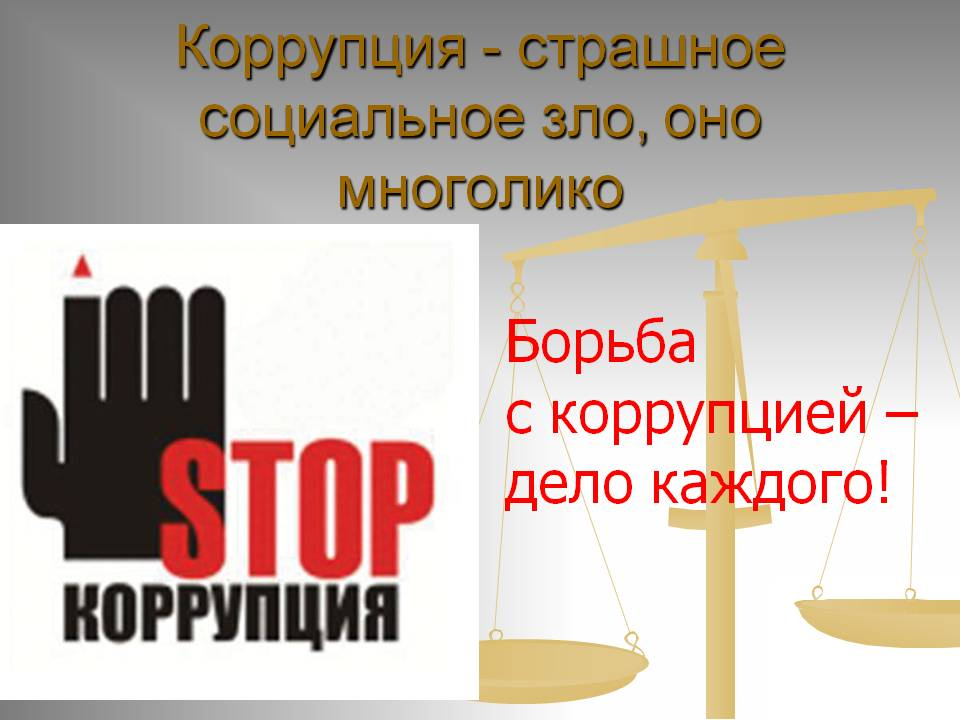 Коррупция - страшное
социальное зло, оно
многолико
Борьба
с коррупцией –
дело каждого!
STOP
КОРРУПЦИЯ